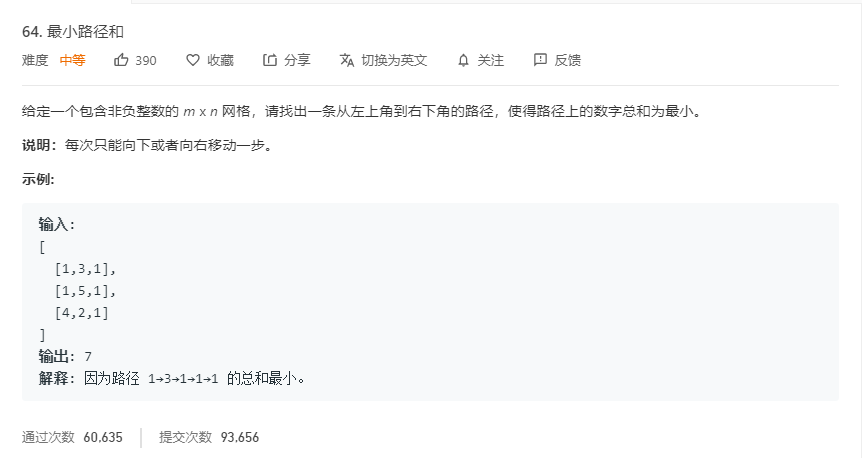 64. 最小路径和
难度 中等 390 收藏 分享 切换为英文 关注 反馈
给定一个包含非负整数的 m x n 网格，请找出一条从左上角到右下角的路径，使得路径上的数字总和为最小。
说明：每次只能向下或者向右移动一步。
示例:
输入:
[
[1,3,1],
[1,5,1],
[4,2,1]
]
输出: 7
解释: 因为路径 1→3→1→1→1 的总和最小。
通过次数 60,635 提交次数 93,656